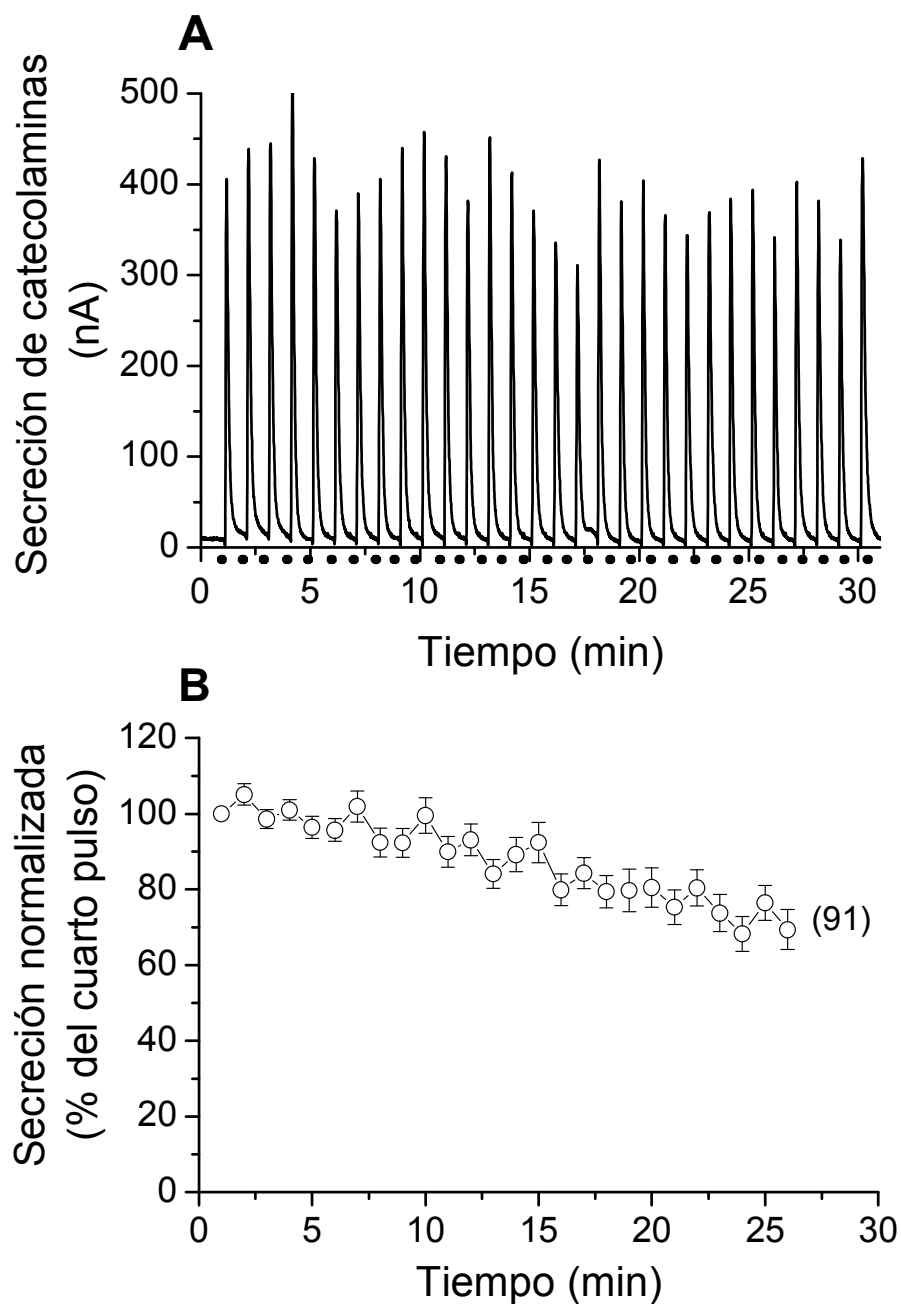 A
Secreción de catecolaminas
(nA)
500
400
300
200
100
0
0 5 10 15 20 25 30
Tiempo (min)
B
Secreción normalizada
(% del cuarto pulso)
120
100
80
60
40
20
0
(91)
0 5 10 15 20 25 30
Tiempo (min)